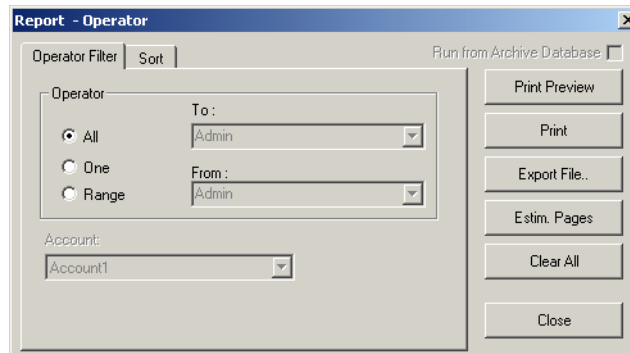 Report - Operator
Operator Filter
Sort
Run from Archive Database
Operator
All
One
Range
To :
Admin
From :
Admin
Account:
Account1
Print Preview
Print
Export File..
Estim. Pages
Clear All
Close